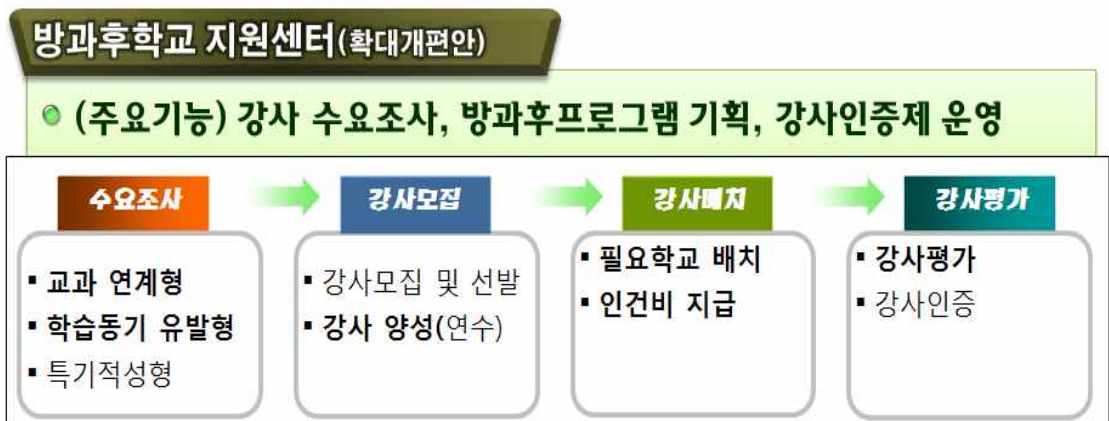 방과후학교 지원센터(확대개편안)
(주요기능) 강사 수요조사, 방과후프로그램 기획, 강사인증제 운영
수요조사
▪ 교과 연계형
▪ 학습동기 유발형
▪ 특기적성형
강사모집
▪ 강사모집 및 선발
▪ 강사 양성(연수)
강사배치
▪ 필요학교 배치
▪ 인건비 지급
강사평가
▪ 강사평가
▪ 강사인증